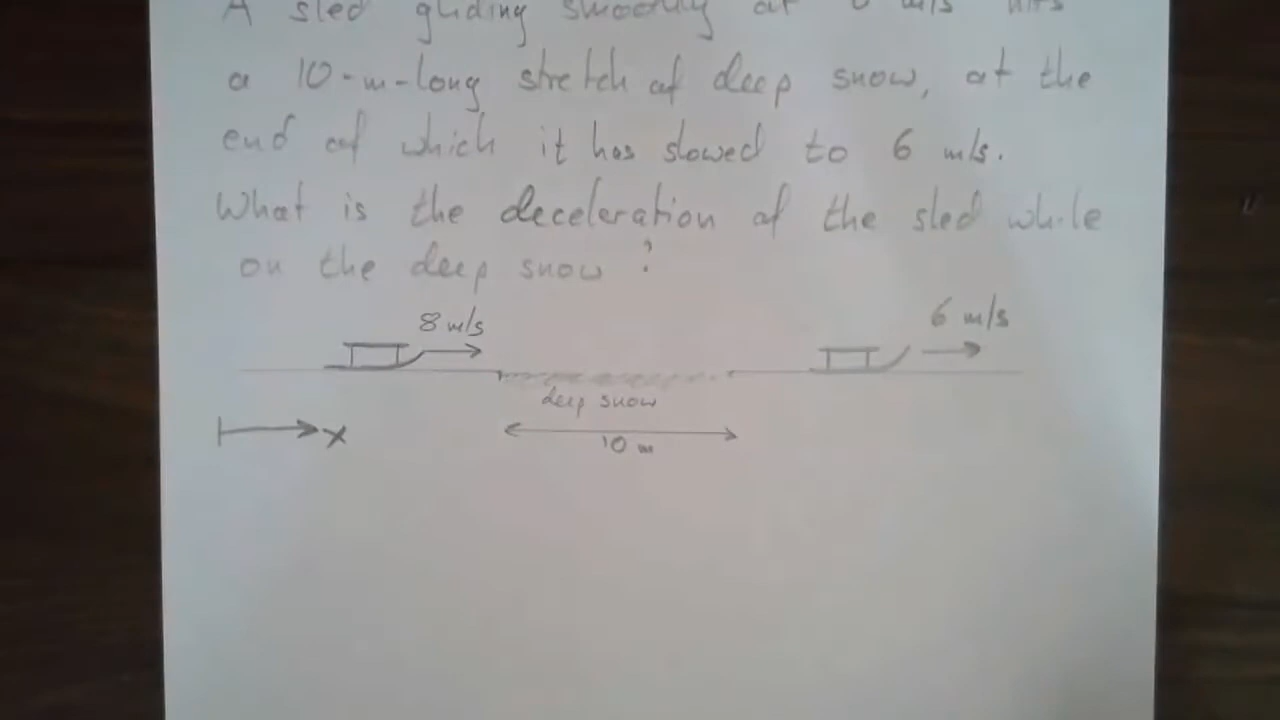 A sled gliding smoothly at 8 m/s hits
a 10-m-long stretch of deep snow, at the
end of which it has slowed to 6 m/s.
What is the deceleration of the sled while
on the deep snow?
8 m/s
6 m/s
deep snow
x
10 m